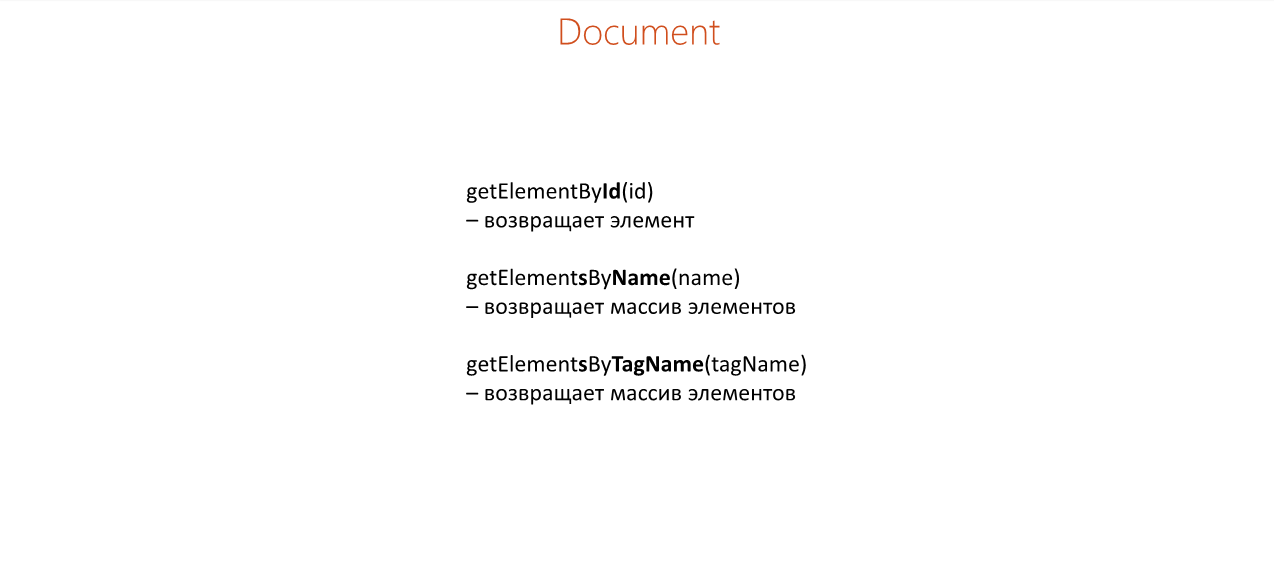 Document
getElementById(id)
– возвращает элемент
getElementsByName(name)
– возвращает массив элементов
getElementsByTagName(tagName)
– возвращает массив элементов